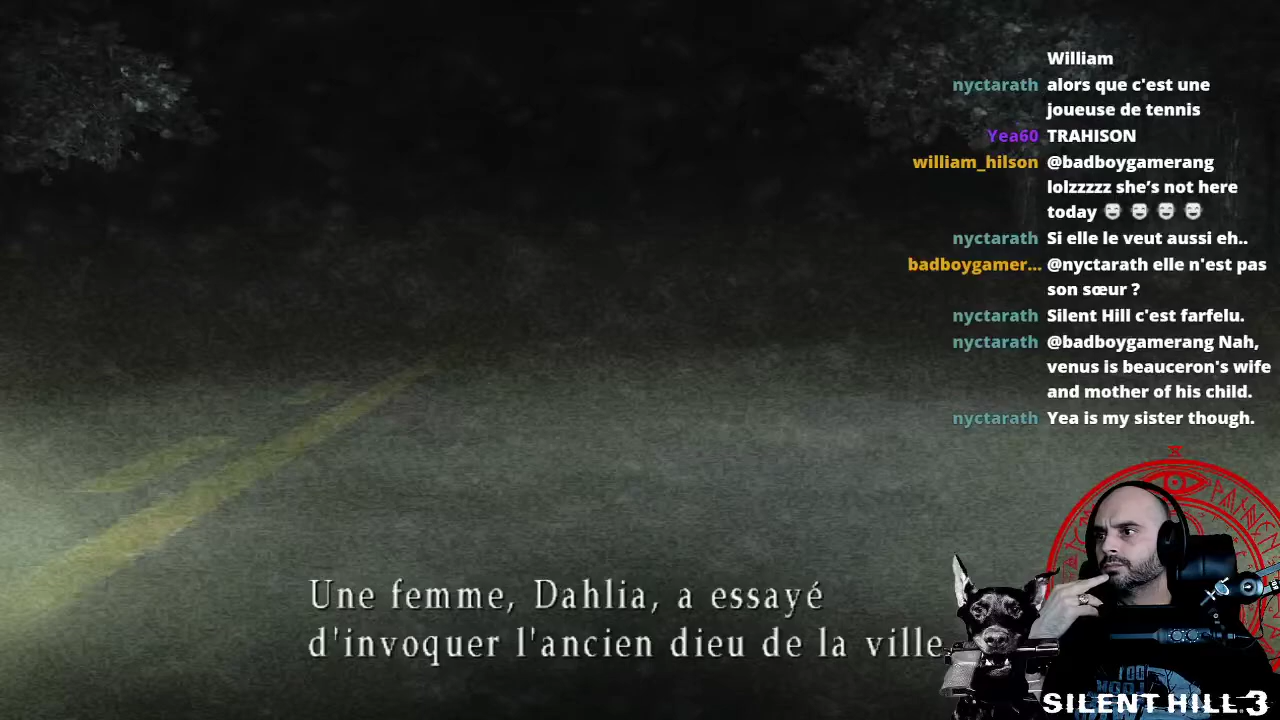 William
nyctarath alors que c'est une
joueuse de tennis
Yea60 TRAHISON
william_hilson @badboygamerang
lolzzzzz she’s not here
today
nyctarath Si elle le veut aussi eh..
badboygamer... @nyctarath elle n'est pas
son sœur ?
nyctarath Silent Hill c'est farfelu.
nyctarath @badboygamerang Nah,
venus is beauceron's wife
and mother of his child.
nyctarath Yea is my sister though.
Une femme, Dahlia, a essayé
d'invoquer l'ancien dieu de la ville.
SILENT HILL.3